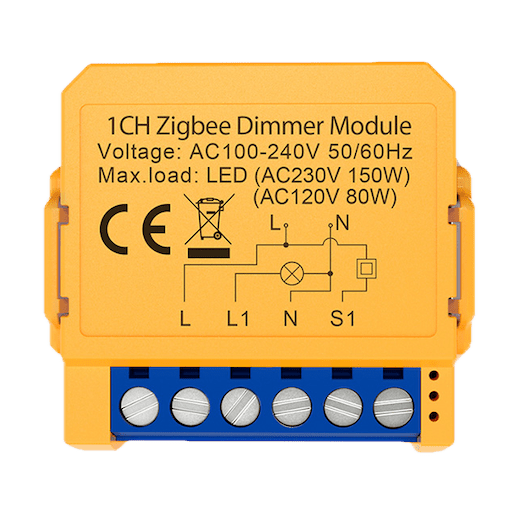 1CH Zigbee Dimmer Module
Voltage: AC100-240V 50/60Hz
Max.load: LED (AC230V 150W)
(AC120V 80W)
L N
CE
L L1 N S1